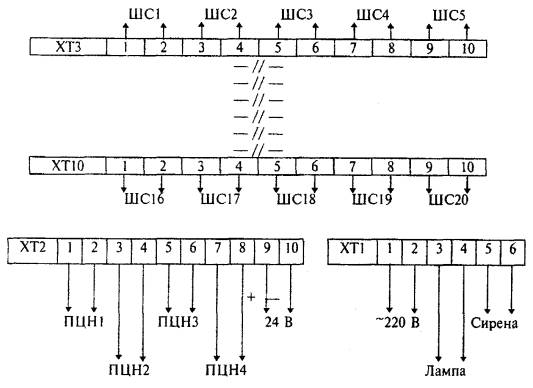 ШС1 ШС2 ШС3 ШС4 ШС5
ХТ3 1 2 3 4 5 6 7 8 9 10
— // —
— // —
— // —
— // —
— // —
— // —
ХТ10 1 2 3 4 5 6 7 8 9 10
ШС16 ШС17 ШС18 ШС19 ШС20
ХТ2 1 2 3 4 5 6 7 8 9 10
ХТ1 1 2 3 4 5 6
+ —
ПЦН1 ПЦН3 24 В
~220 В Сирена
ПЦН2 ПЦН4
Лампа